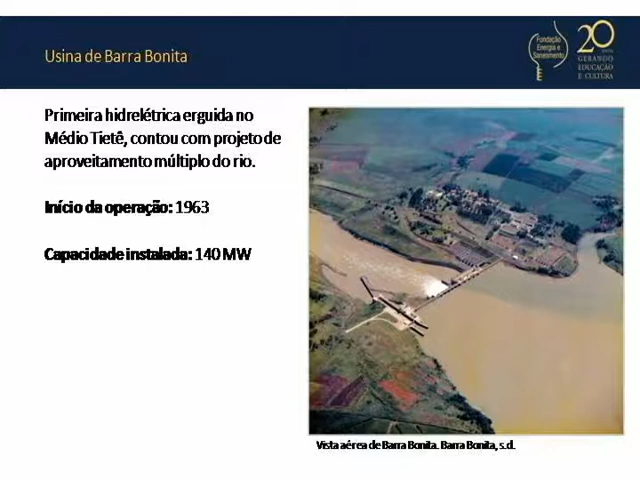 Usina de Barra Bonita
Fundação
Energia e
Saneamento
20
anos
GERANDO
EDUCAÇÃO
E CULTURA
Primeira hidrelétrica erguida no
Médio Tietê, contou com projeto de
aproveitamento múltiplo do rio.
Início da operação: 1963
Capacidade instalada: 140 MW
Vista aérea de Barra Bonita. Barra Bonita, s.d.